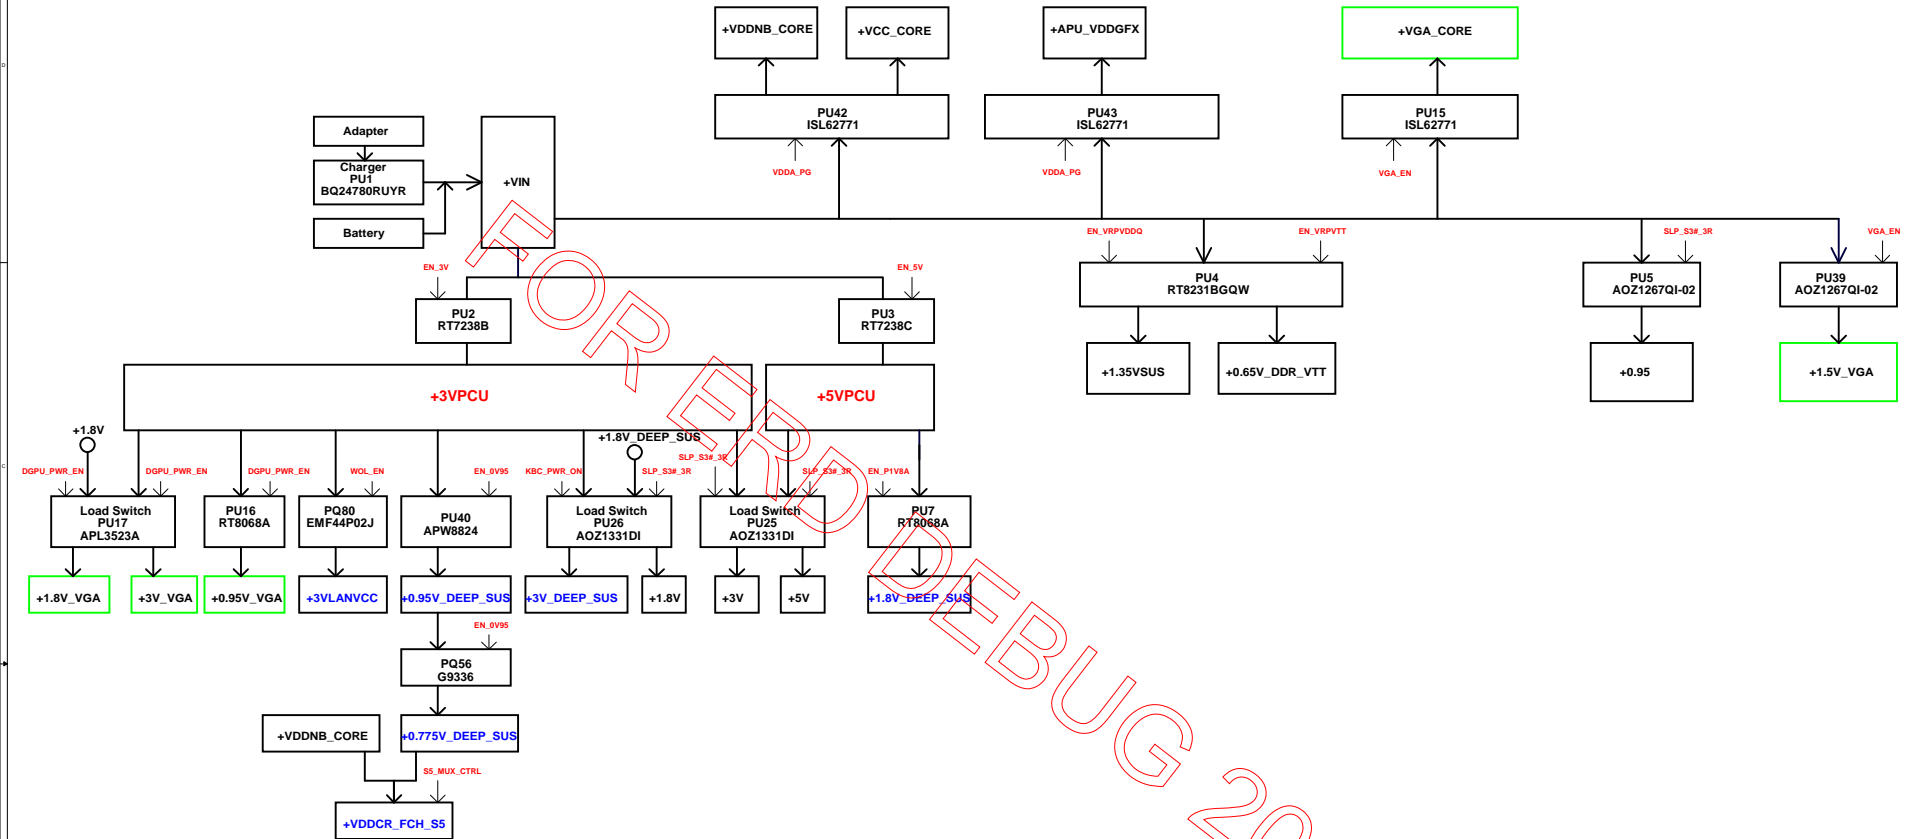 +VDDNB_CORE
+VCC_CORE
+APU_VDDGFX
+VGA_CORE
PU42
ISL62771
PU43
ISL62771
PU15
ISL62771
VDDA_PG
VDDA_PG
VGA_EN
Adapter
Charger
PU1
BQ24780RUYR
Battery
+VIN
EN_VRPVDDQ
EN_VRPVTT
SLP_S3#_3R
VGA_EN
PU4
RT8231BGQW
PU5
AOZ1267QI-02
PU39
AOZ1267QI-02
EN_3V
EN_5V
PU2
RT7238B
PU3
RT7238C
+1.35VSUS
+0.65V_DDR_VTT
+0.95
+1.5V_VGA
+3VPCU
+5VPCU
+1.8V
+1.8V_DEEP_SUS
DGPU_PWR_EN
DGPU_PWR_EN
DGPU_PWR_EN
WOL_EN
EN_0V95
KBC_PWR_ON
SLP_S3#_3R
SLP_S3#_3R
SLP_S3#_3R
EN_P1V8A
Load Switch
PU17
APL3523A
PU16
RT8068A
PQ80
EMF44P02J
PU40
APW8824
Load Switch
PU26
AOZ1331DI
Load Switch
PU25
AOZ1331DI
PU7
RT8068A
+1.8V_VGA
+3V_VGA
+0.95V_VGA
+3VLANVCC
+0.95V_DEEP_SUS
+3V_DEEP_SUS
+1.8V
+3V
+5V
+1.8V_DEEP_SUS
EN_0V95
PQ56
G9336
+VDDNB_CORE
+0.775V_DEEP_SUS
S5_MUX_CTRL
+VDDCR_FCH_S5
FOR ERD DEBUG 20
D
C